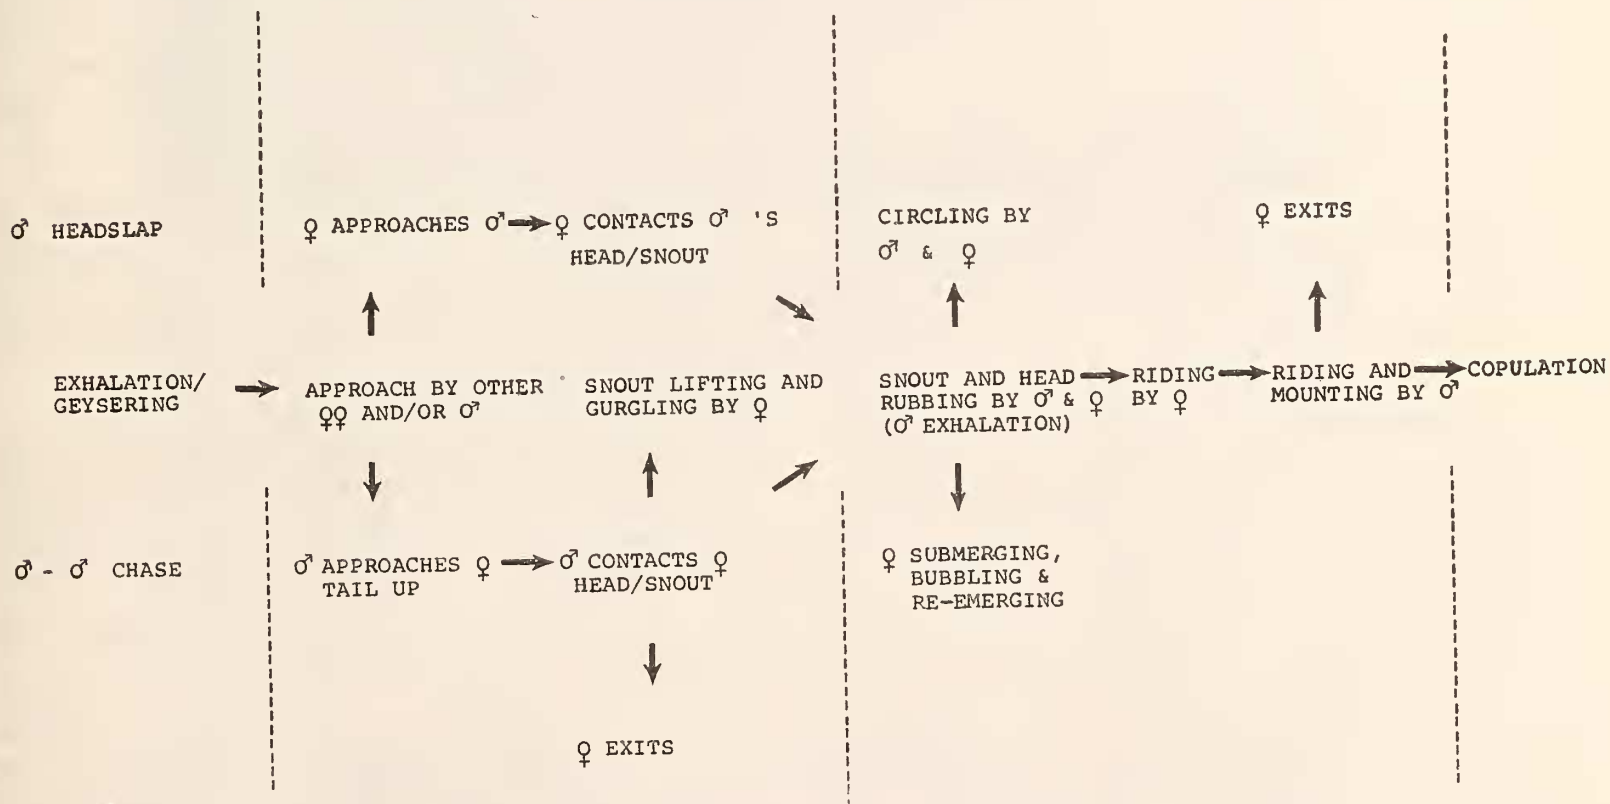 ♂ HEADSLAP
♀ APPROACHES ♂
♀ CONTACTS ♂ 'S
HEAD/SNOUT
CIRCLING BY
♂ & ♀
♀ EXITS
EXHALATION/
GEYSERING
APPROACH BY OTHER
♀♀ AND/OR ♂
SNOUT LIFTING AND
GURGLING BY ♀
SNOUT AND HEAD
RUBBING BY ♂ & ♀
(♂ EXHALATION)
RIDING
BY ♀
RIDING AND
MOUNTING BY ♂
COPULATION
♂ - ♂ CHASE
♂ APPROACHES ♀
TAIL UP
♂ CONTACTS ♀
HEAD/SNOUT
♀ SUBMERGING,
BUBBLING &
RE-EMERGING
♀ EXITS